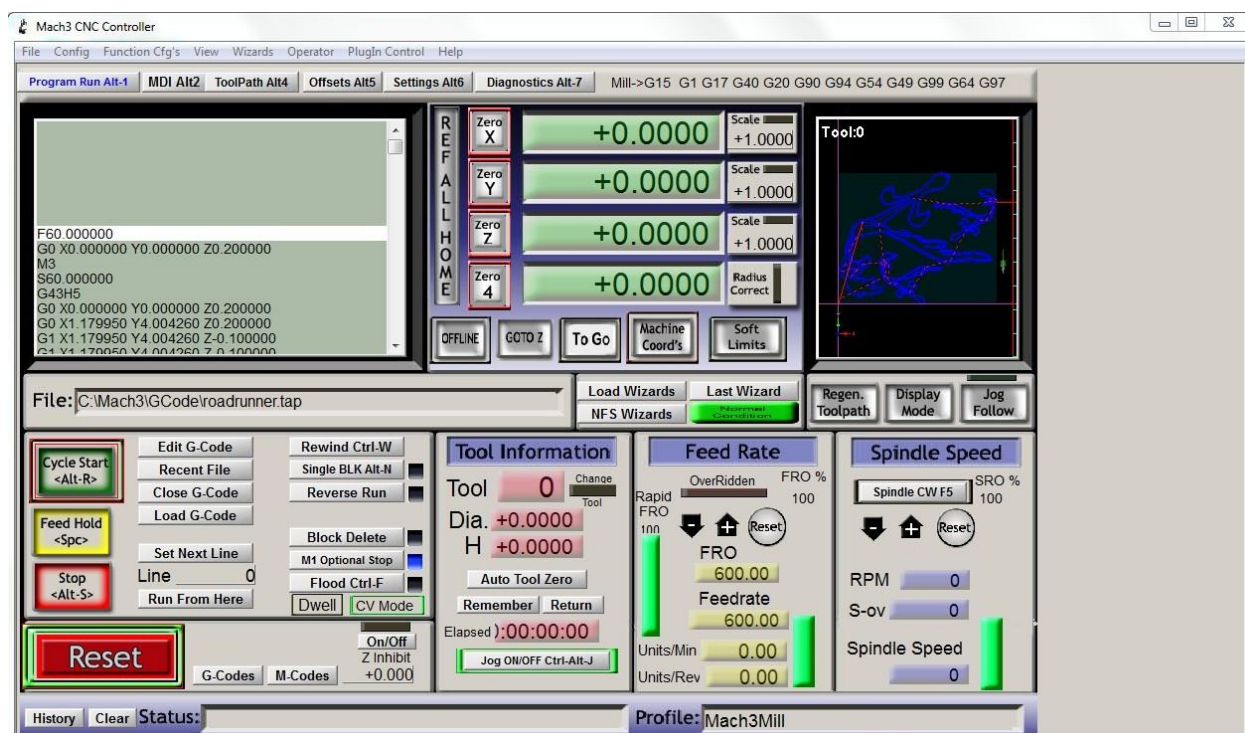 Mach3 CNC Controller
File Config Function Cfg's View Wizards Operator PlugIn Control Help
Program Run Alt-1 MDI Alt2 ToolPath Alt4 Offsets Alt5 Settings Alt6 Diagnostics Alt-7 Mill->G15 G1 G17 G40 G20 G90 G94 G54 G49 G99 G64 G97
F60.000000
G0 X0.000000 Y0.000000 Z0.200000
M3
S60.000000
G43H5
G0 X0.000000 Y0.000000 Z0.200000
G0 X1.179950 Y4.004260 Z0.200000
G1 X1.179950 Y4.004260 Z-0.100000
G1 X1.179950 Y4.004260 Z-0.100000
REF ALL HOME
Zero X +0.0000 Scale +1.0000
Zero Y +0.0000 Scale +1.0000
Zero Z +0.0000 Scale +1.0000
Zero 4 +0.0000 Radius Correct
OFFLINE GOTO Z To Go Machine Coord's Soft Limits
Tool:0
File: C:\Mach3\GCode\roadrunner.tap
Load Wizards Last Wizard
NFS Wizards Normal Condition
Regen. Toolpath Display Mode Jog Follow
Cycle Start <Alt-R>
Feed Hold <Spc>
Stop <Alt-S>
Edit G-Code
Recent File
Close G-Code
Load G-Code
Set Next Line
Line 0
Run From Here
Rewind Ctrl-W
Single BLK Alt-N
Reverse Run
Block Delete
M1 Optional Stop
Flood Ctrl-F
Dwell CV Mode
Reset
G-Codes M-Codes
On/Off
Z Inhibit
+0.000
Tool Information
Tool 0 Change Tool
Dia. +0.0000
H +0.0000
Auto Tool Zero
Remember Return
Elapsed ):00:00:00
Jog ON/OFF Ctrl-Alt-J
Feed Rate
OverRidden FRO %
100
Rapid FRO
100
Reset
FRO
600.00
Feedrate
600.00
Units/Min 0.00
Units/Rev 0.00
Spindle Speed
Spindle CW F5 SRO %
100
Reset
RPM 0
S-ov 0
Spindle Speed
0
History Clear Status: Profile: Mach3Mill